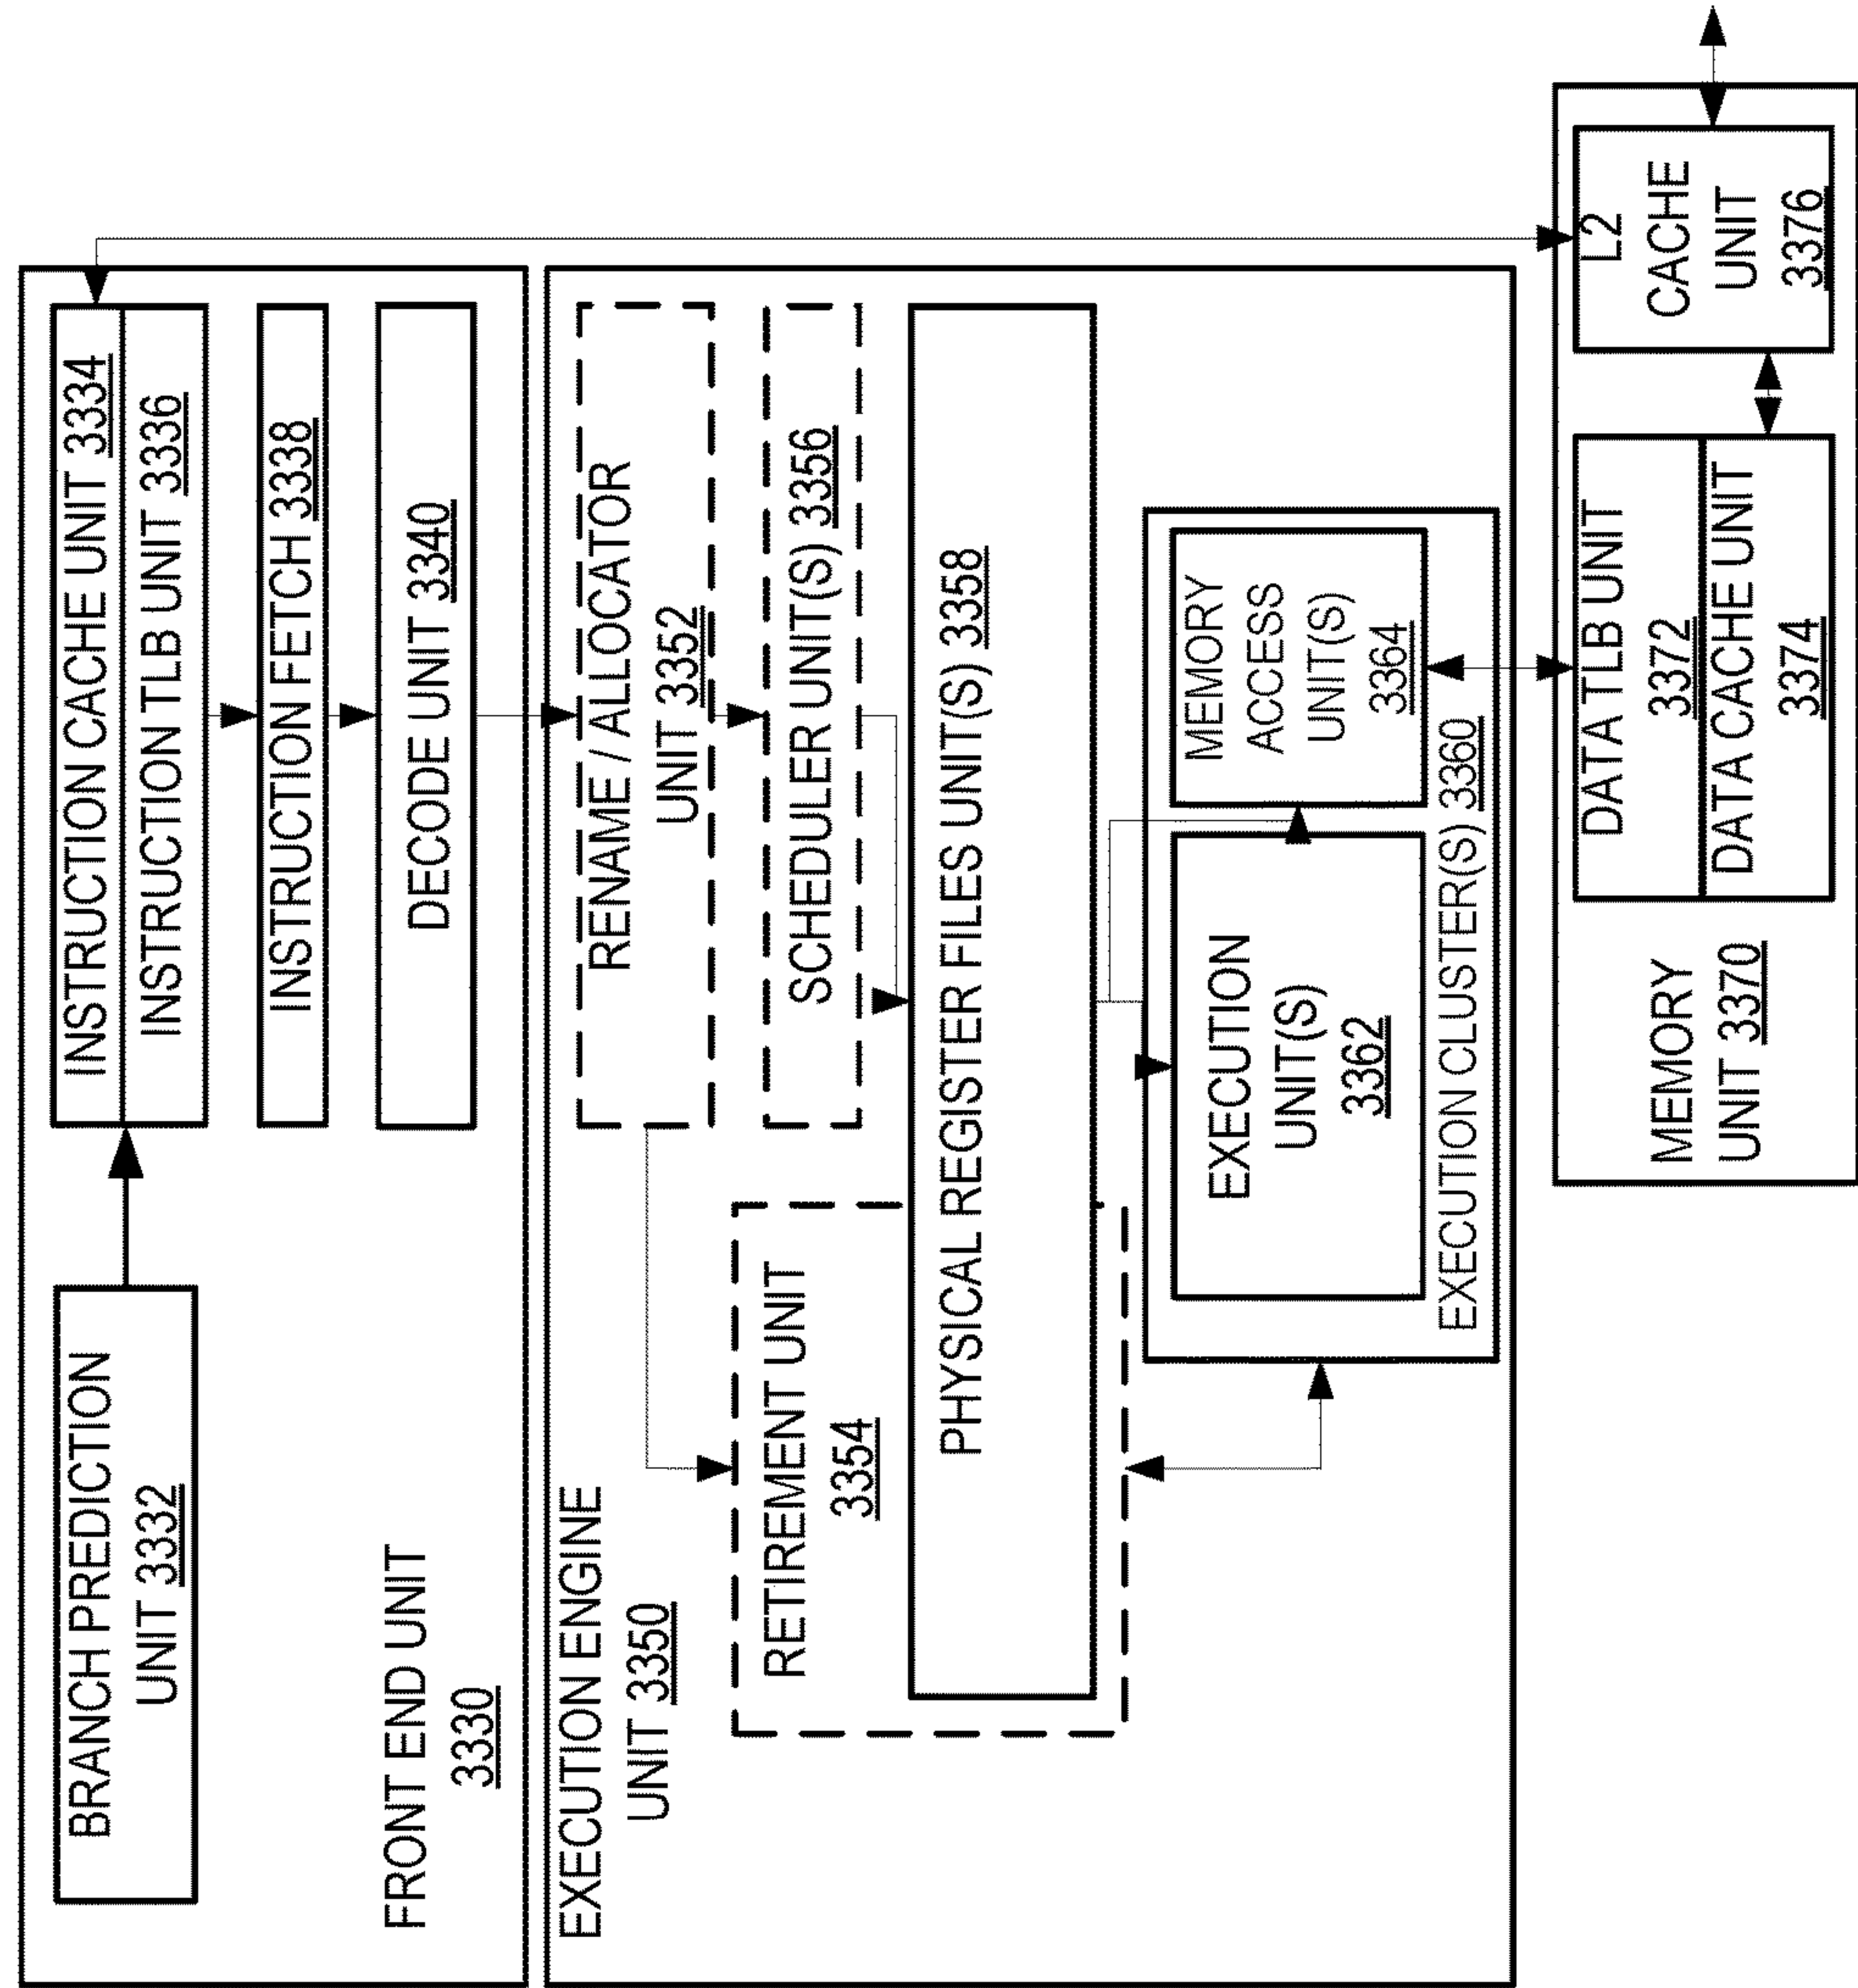 BRANCH PREDICTION
UNIT 3332
INSTRUCTION CACHE UNIT 3334
INSTRUCTION TLB UNIT 3336
INSTRUCTION FETCH 3338
DECODE UNIT 3340
FRONT END UNIT
3330
EXECUTION ENGINE
UNIT 3350
RENAME / ALLOCATOR
UNIT 3352
RETIREMENT UNIT
3354
SCHEDULER UNIT(S) 3356
PHYSICAL REGISTER FILES UNIT(S) 3358
EXECUTION
UNIT(S)
3362
MEMORY
ACCESS
UNIT(S)
3364
EXECUTION CLUSTER(S) 3360
MEMORY
UNIT 3370
DATA TLB UNIT
3372
DATA CACHE UNIT
3374
L2
CACHE
UNIT
3376